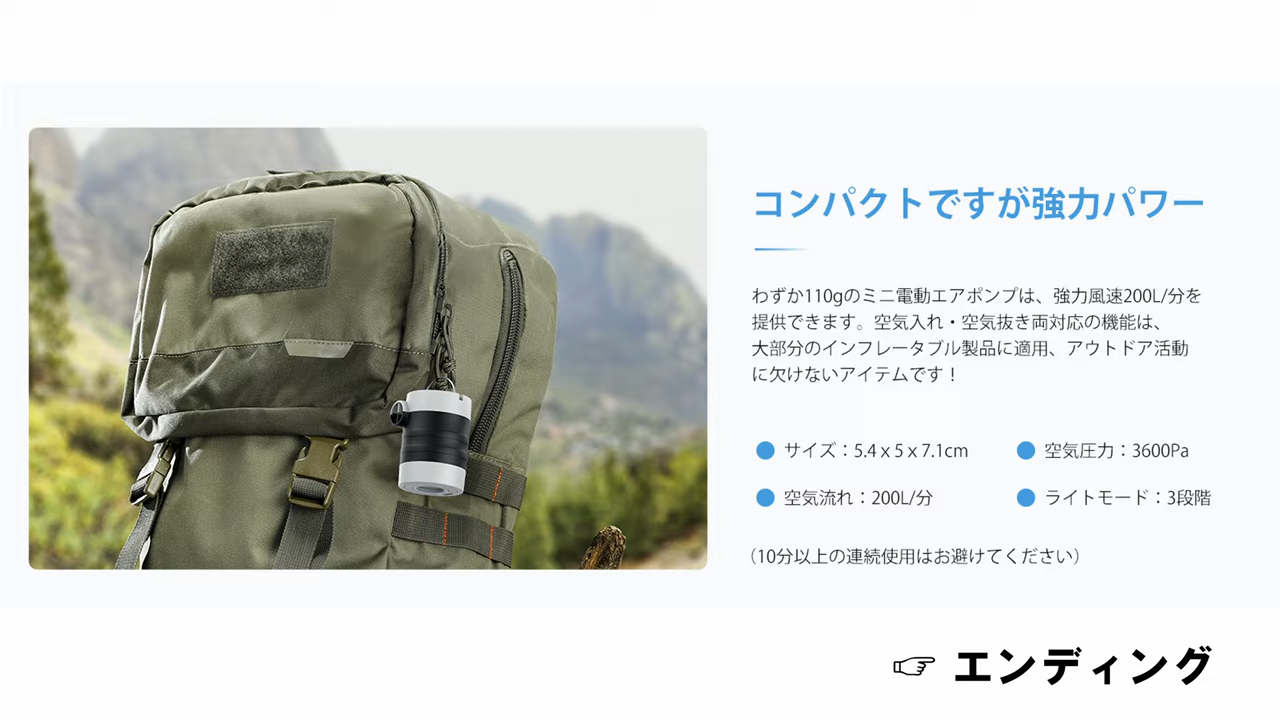 コンパクトですが強力パワー
わずか110gのミニ電動エアポンプは、強力風速200L/分を
提供できます。空気入れ・空気抜き両対応の機能は、
大部分のインフレータブル製品に適用、アウトドア活動
に欠けないアイテムです！
サイズ：5.4 x 5 x 7.1cm
空気圧力：3600Pa
空気流れ：200L/分
ライトモード：3段階
（10分以上の連続使用はお避けてください）
☞ エンディング